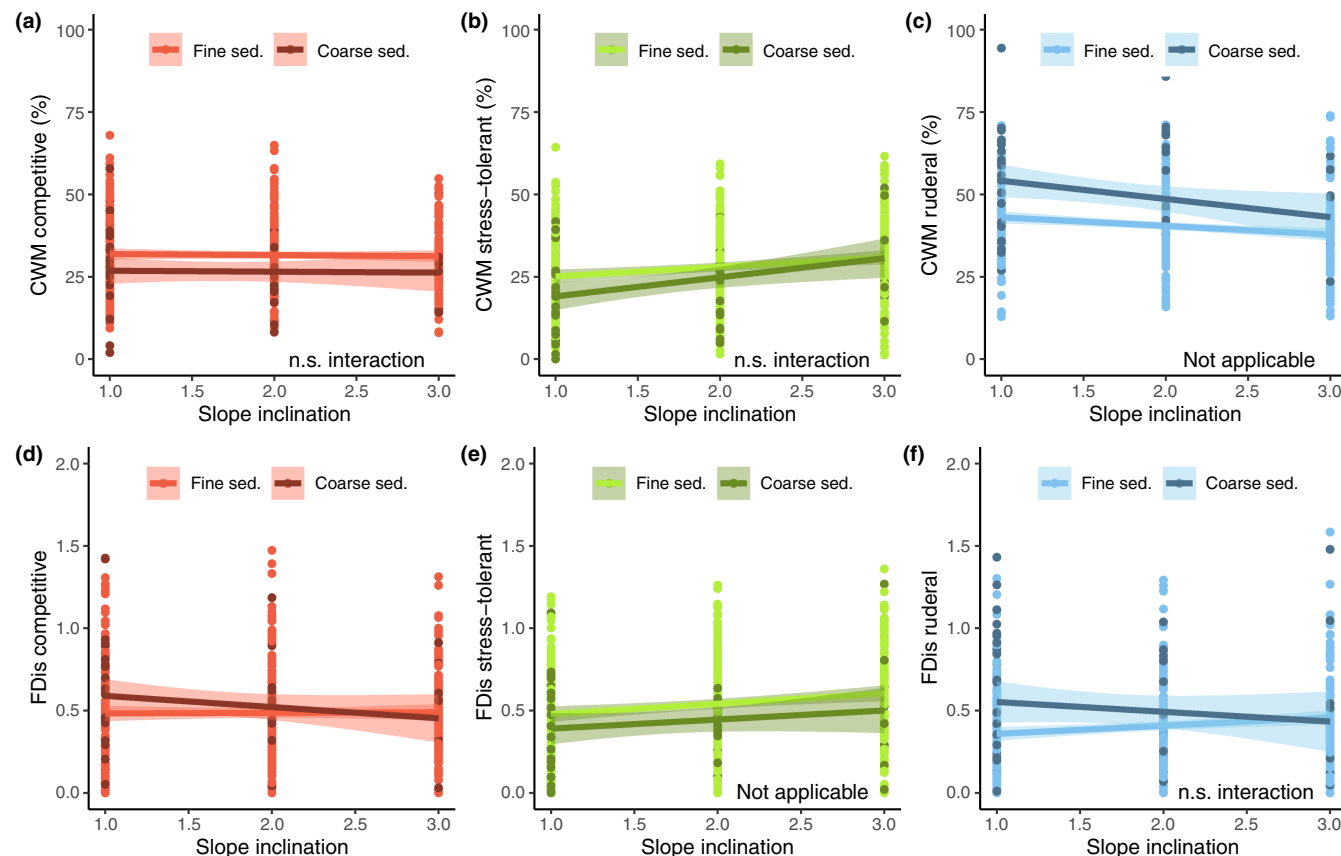 (a)
CWM competitive (%)
100
75
50
25
0
Fine sed. Coarse sed.
n.s. interaction
1.0 1.5 2.0 2.5 3.0
Slope inclination
(b)
CWM stress−tolerant (%)
100
75
50
25
0
Fine sed. Coarse sed.
n.s. interaction
1.0 1.5 2.0 2.5 3.0
Slope inclination
(c)
CWM ruderal (%)
100
75
50
25
0
Fine sed. Coarse sed.
Not applicable
1.0 1.5 2.0 2.5 3.0
Slope inclination
(d)
FDis competitive
2.0
1.5
1.0
0.5
0.0
Fine sed. Coarse sed.
1.0 1.5 2.0 2.5 3.0
Slope inclination
(e)
FDis stress−tolerant
2.0
1.5
1.0
0.5
0.0
Fine sed. Coarse sed.
Not applicable
1.0 1.5 2.0 2.5 3.0
Slope inclination
(f)
FDis ruderal
2.0
1.5
1.0
0.5
0.0
Fine sed. Coarse sed.
n.s. interaction
1.0 1.5 2.0 2.5 3.0
Slope inclination